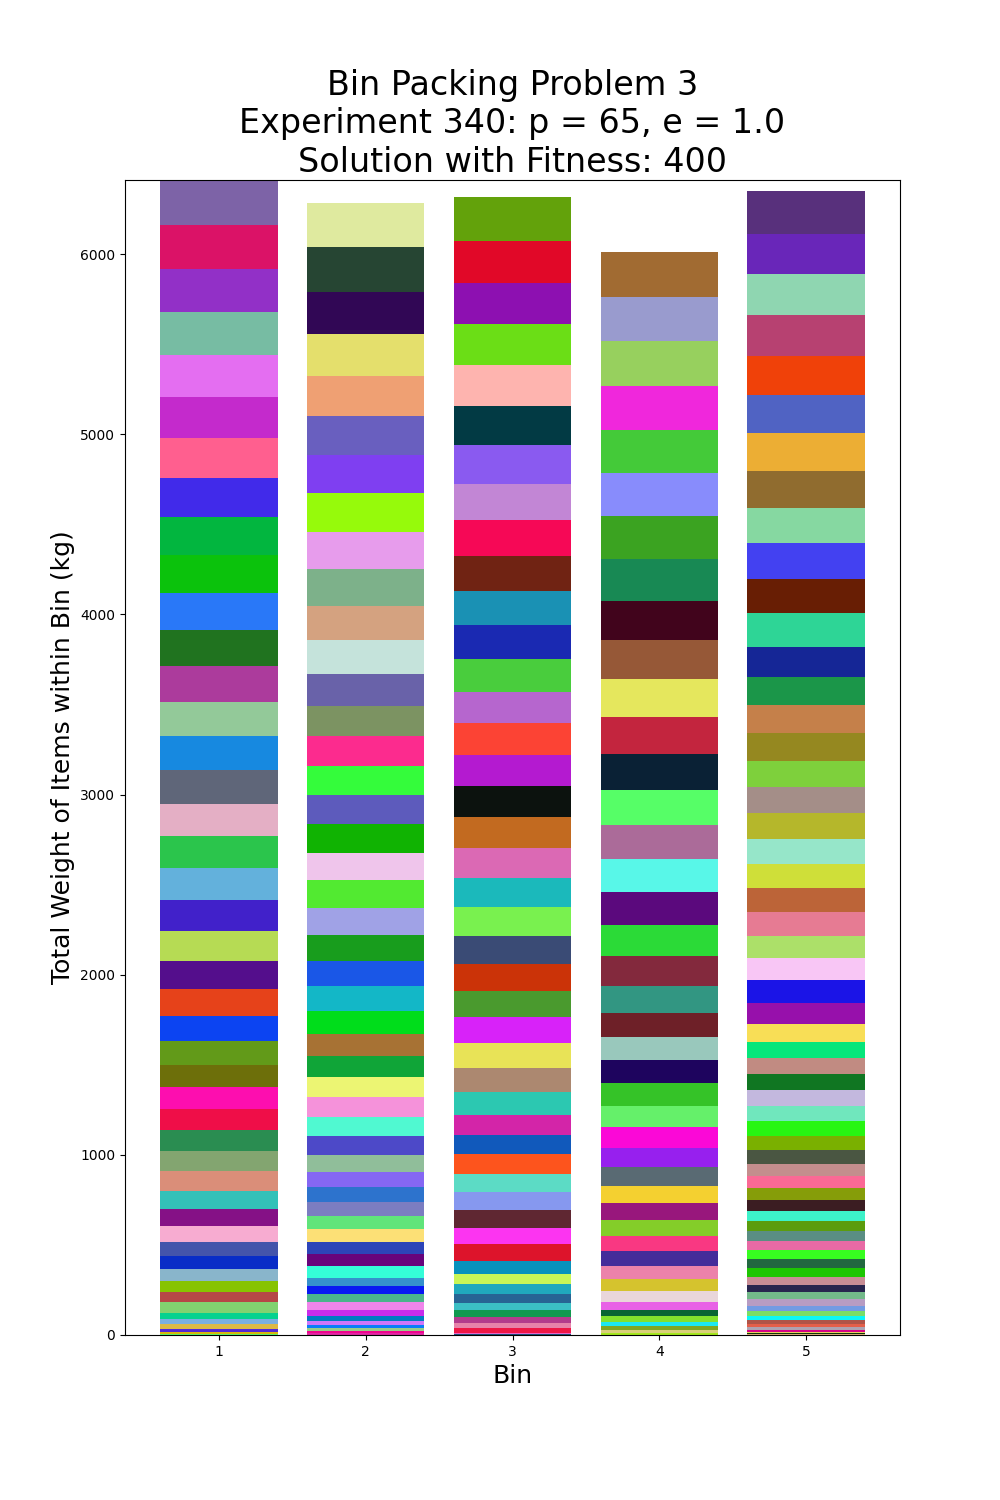 Bin Packing Problem 3
Experiment 340: p = 65, e = 1.0
Solution with Fitness: 400
Total Weight of Items within Bin (kg)
6000
5000
4000
3000
2000
1000
0
1 2 3 4 5
Bin